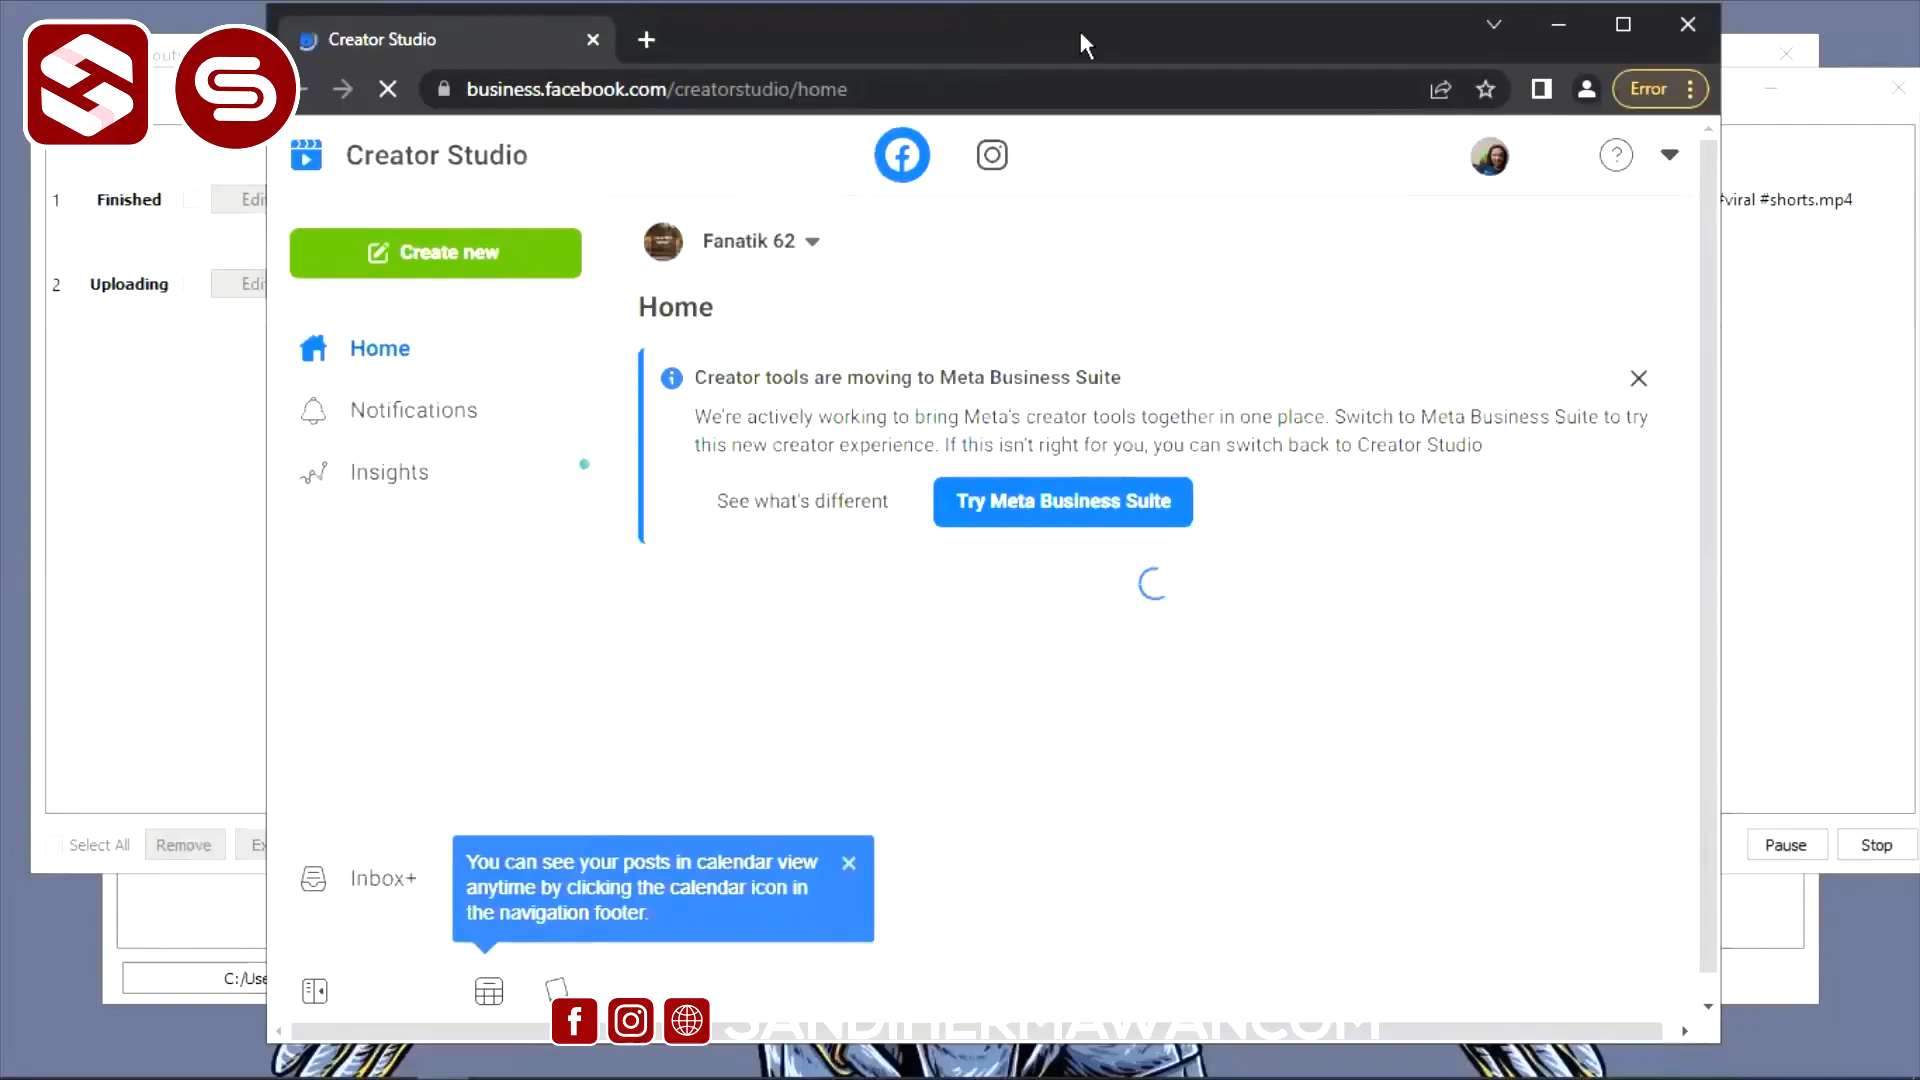 Creator Studio
business.facebook.com/creatorstudio/home
Error
Creator Studio
1 Finished
#viral #shorts.mp4
Create new
Fanatik 62
2 Uploading
Home
Home
Notifications
Insights
Creator tools are moving to Meta Business Suite
We're actively working to bring Meta's creator tools together in one place. Switch to Meta Business Suite to try
this new creator experience. If this isn't right for you, you can switch back to Creator Studio
See what's different
Try Meta Business Suite
Select All
Remove
Pause
Stop
Inbox+
You can see your posts in calendar view
anytime by clicking the calendar icon in
the navigation footer.
SANDIHERMAWAN.COM